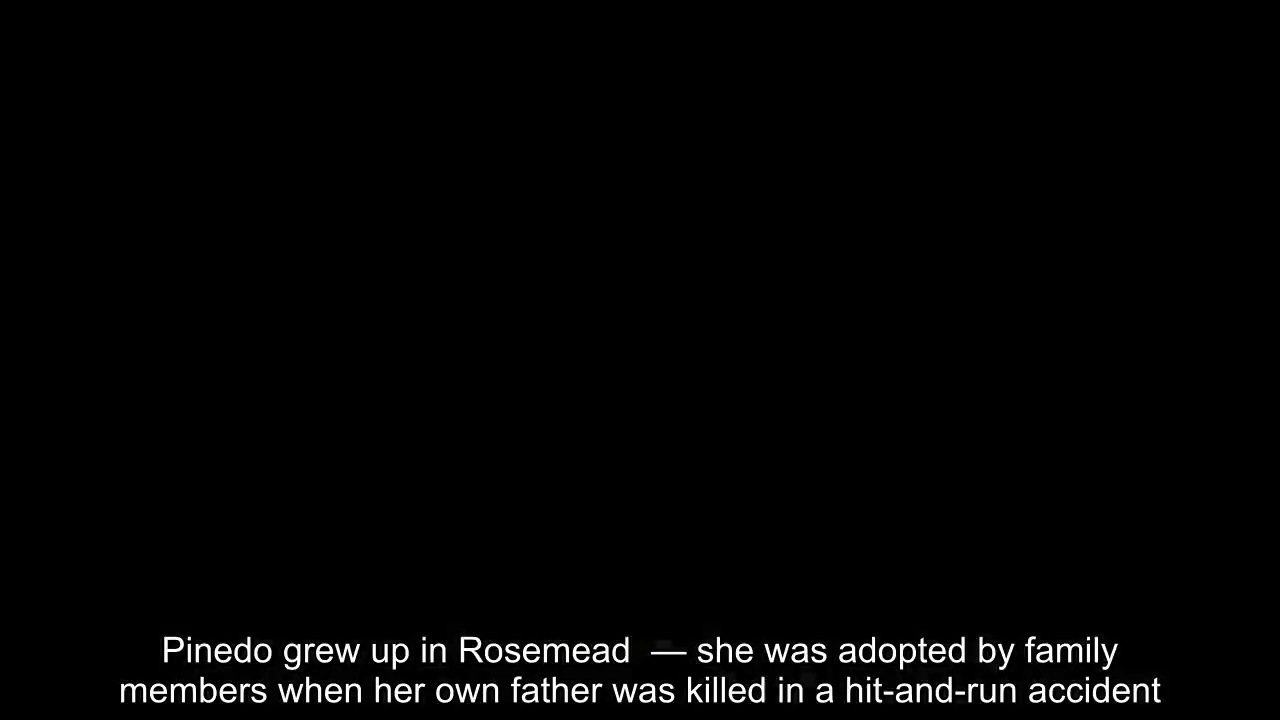 Pinedo grew up in Rosemead  — she was adopted by family
members when her own father was killed in a hit-and-run accident